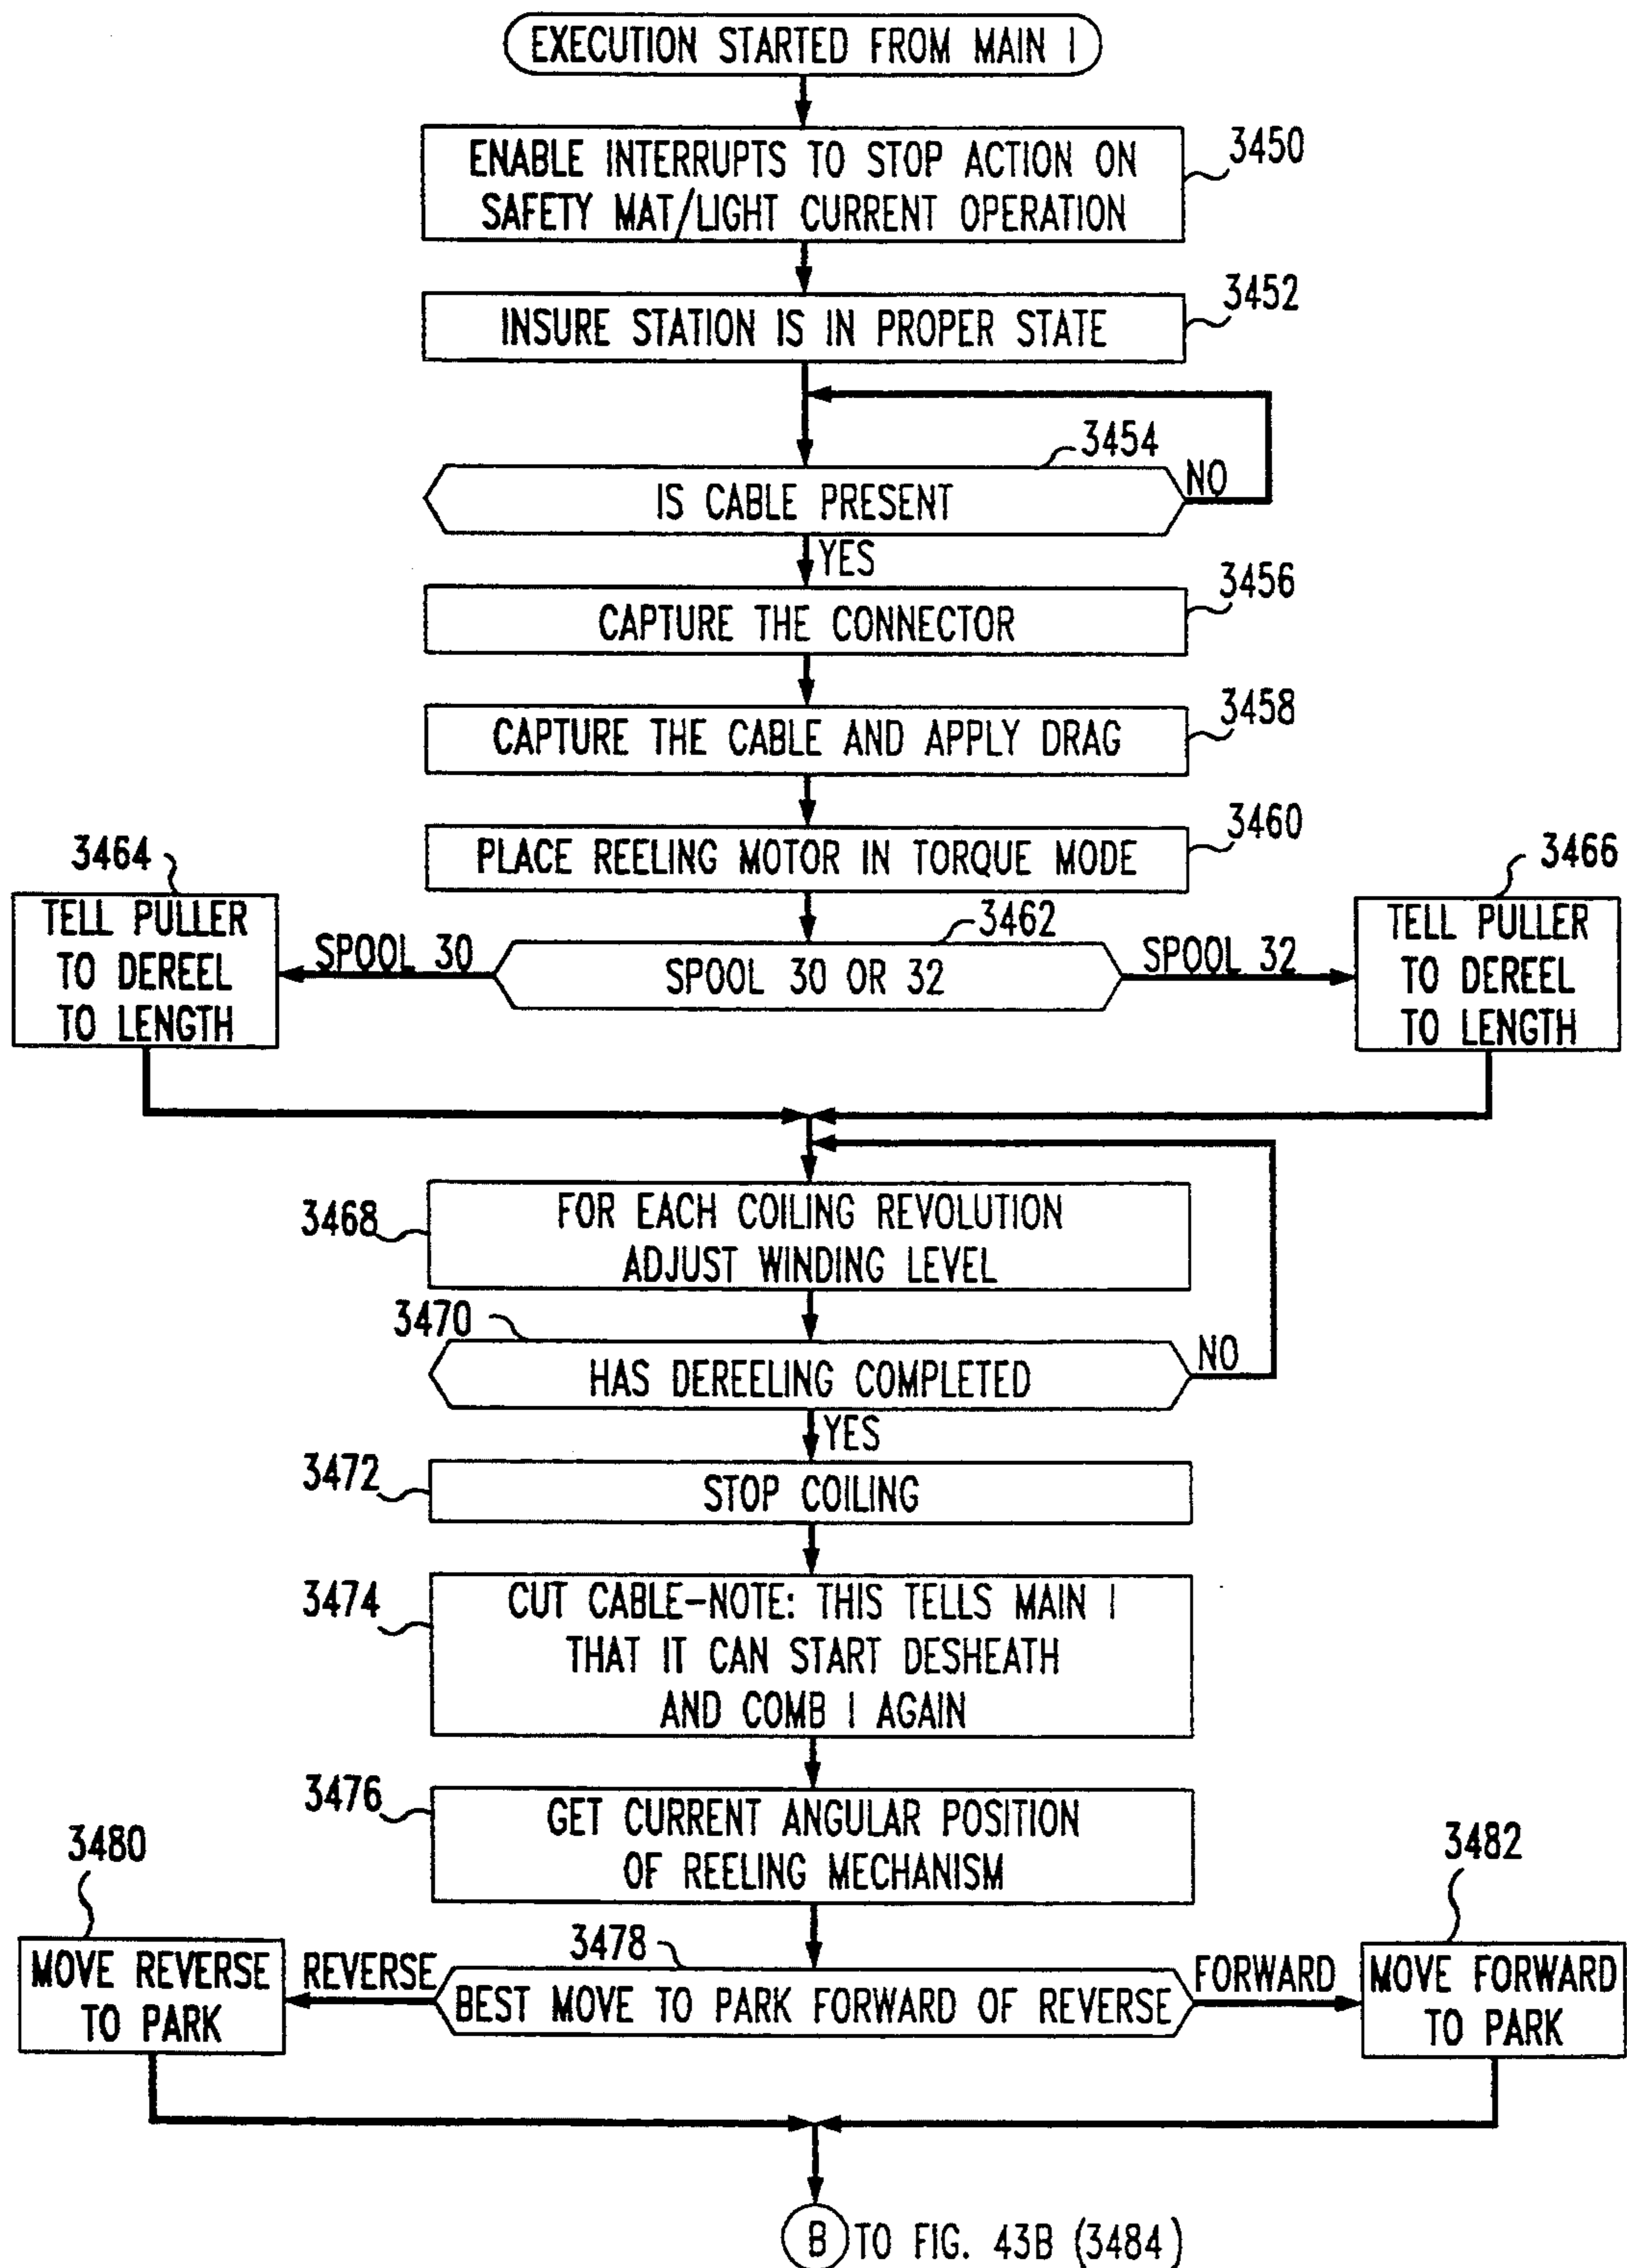 EXECUTION STARTED FROM MAIN 1
ENABLE INTERRUPTS TO STOP ACTION ON
SAFETY MAT/LIGHT CURRENT OPERATION
3450
INSURE STATION IS IN PROPER STATE
3452
3454
IS CABLE PRESENT
NO
YES
CAPTURE THE CONNECTOR
3456
CAPTURE THE CABLE AND APPLY DRAG
3458
PLACE REELING MOTOR IN TORQUE MODE
3460
3464
TELL PULLER
TO DEREEL
TO LENGTH
SPOOL 30
3462
SPOOL 30 OR 32
SPOOL 32
3466
TELL PULLER
TO DEREEL
TO LENGTH
3468
FOR EACH COILING REVOLUTION
ADJUST WINDING LEVEL
3470
HAS DEREELING COMPLETED
NO
YES
3472
STOP COILING
3474
CUT CABLE-NOTE: THIS TELLS MAIN 1
THAT IT CAN START DESHEATH
AND COMB 1 AGAIN
3476
GET CURRENT ANGULAR POSITION
OF REELING MECHANISM
3480
MOVE REVERSE
TO PARK
REVERSE
3478
BEST MOVE TO PARK FORWARD OF REVERSE
FORWARD
3482
MOVE FORWARD
TO PARK
B TO FIG. 43B (3484)